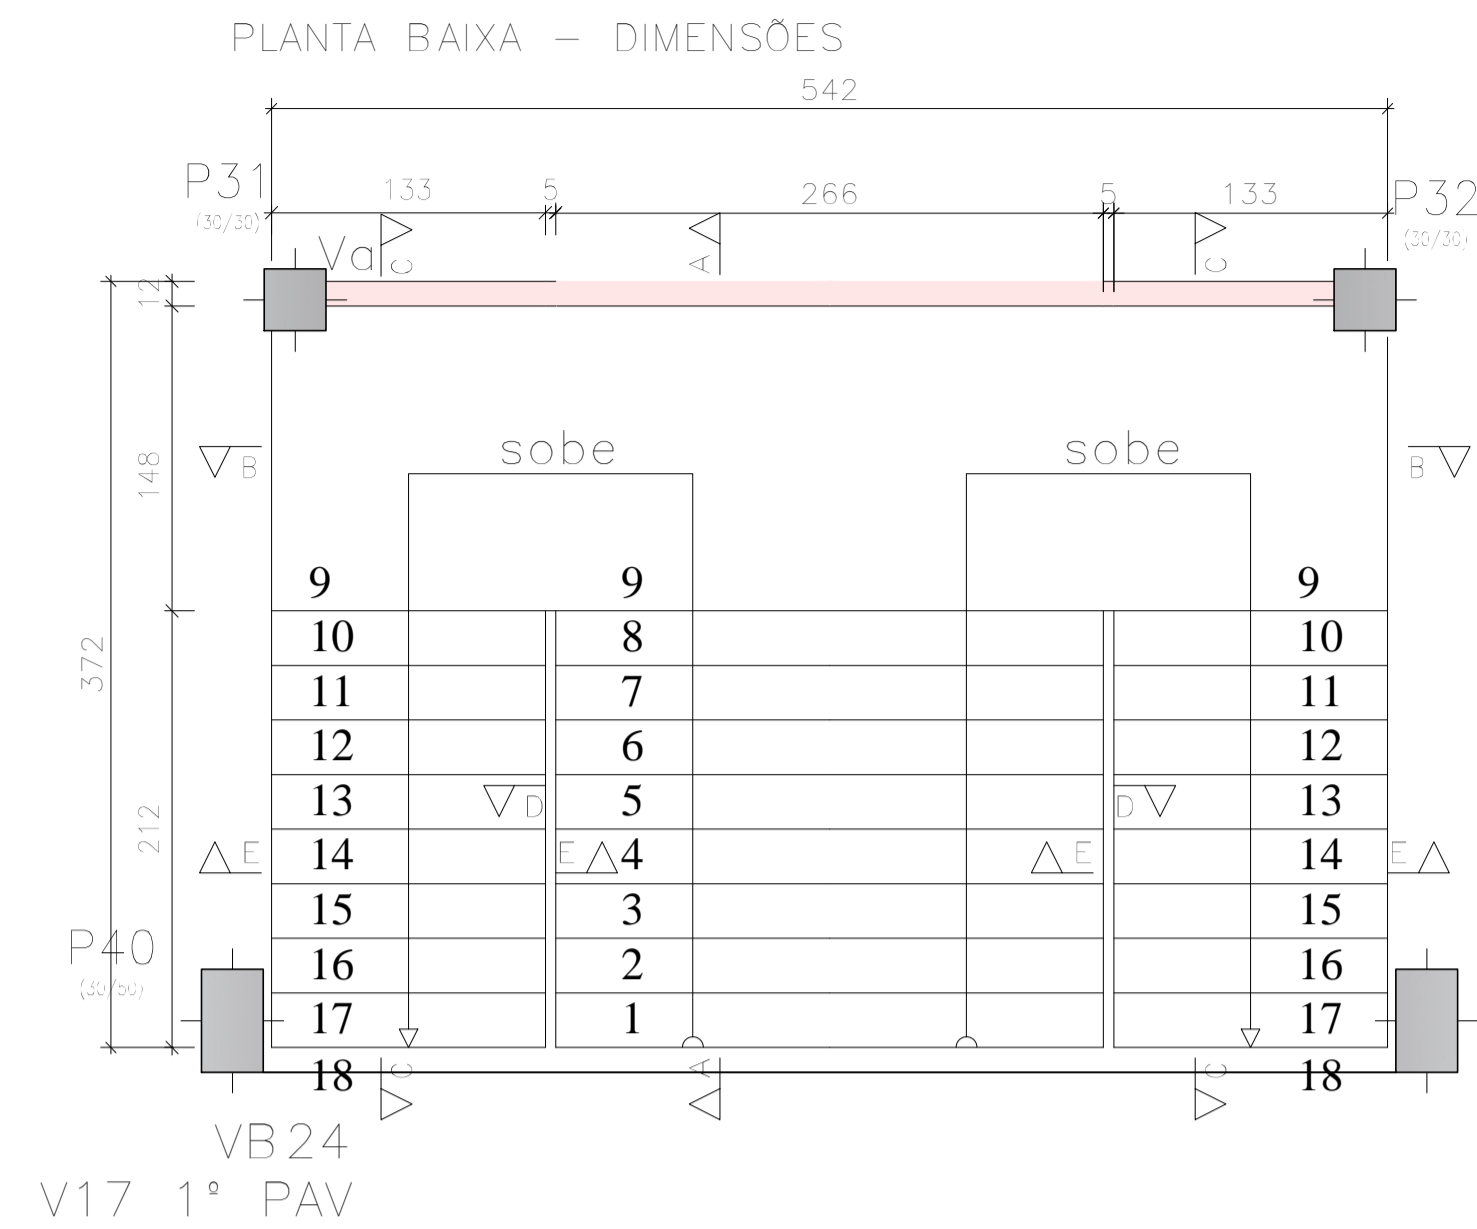 PLANTA BAIXA – DIMENSÕES
542
P31 133 5 266 5 133 P32
(30/30) (30/30)
Va C A C
12
148
372
212
sobe sobe
B B
9 9 9
10 8 10
11 7 11
12 6 12
13 D 5 D 13
E 14 E 4 E 14 E
15 3 15
P40 16 2 16
(30/50)
17 1 17
18 C A C 18
VB24
V17 1º PAV